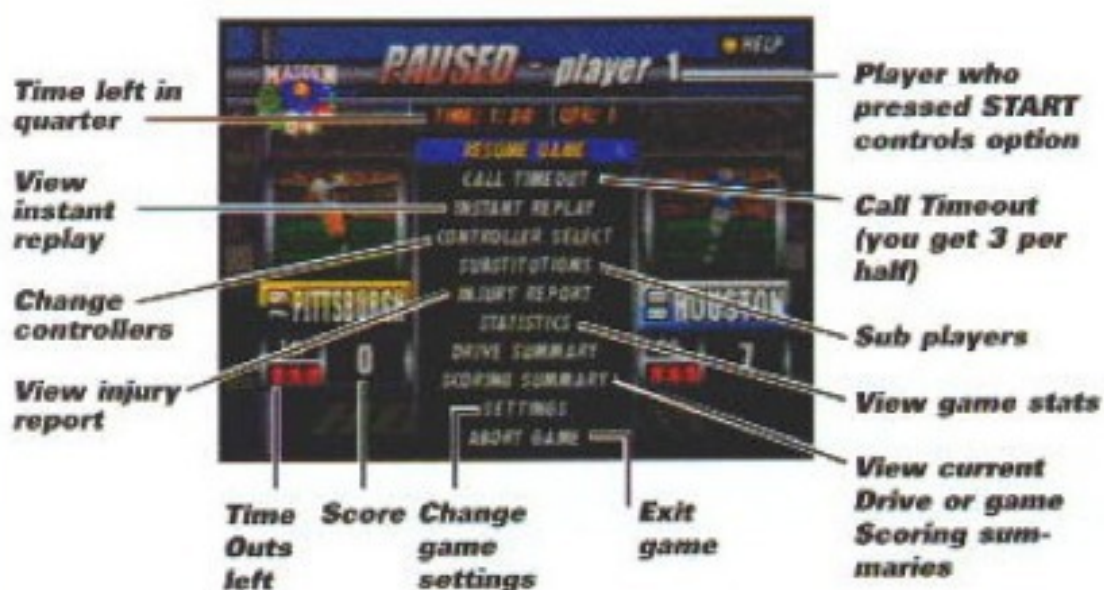 HELP
PAUSED - player 1
MADDEN
RESUME GAME
CALL TIMEOUT
INSTANT REPLAY
CONTROLLER SELECT
SUBSTITUTIONS
INJURY REPORT
STATISTICS
DRIVE SUMMARY
SCORING SUMMARY
SETTINGS
ABORT GAME
PITTSBURGH
0
HOUSTON
7
Time left in
quarter
View
instant
replay
Change
controllers
View injury
report
Time
Outs
left
Score
Change
game
settings
Exit
game
Player who
pressed START
controls option
Call Timeout
(you get 3 per
half)
Sub players
View game stats
View current
Drive or game
Scoring sum-
maries